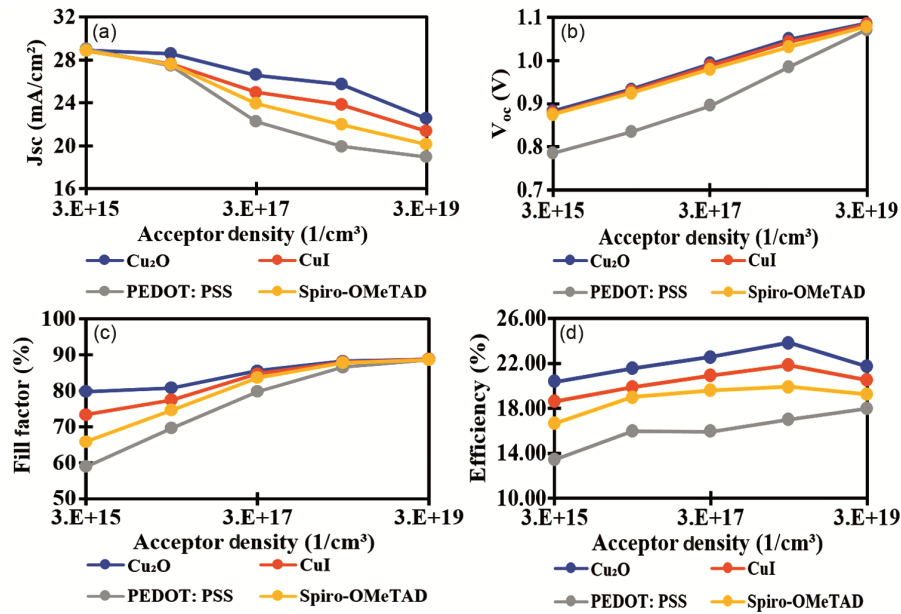 (a)
Jsc (mA/cm²)
32
28
24
20
16
3.E+15 3.E+17 3.E+19
Acceptor density (1/cm³)
Cu₂O CuI
PEDOT: PSS Spiro-OMeTAD
(b)
Voc (V)
1.1
1.0
0.9
0.8
0.7
3.E+15 3.E+17 3.E+19
Acceptor density (1/cm³)
Cu₂O CuI
PEDOT: PSS Spiro-OMeTAD
(c)
Fill factor (%)
100
90
80
70
60
50
3.E+15 3.E+17 3.E+19
Acceptor density (1/cm³)
Cu₂O CuI
PEDOT: PSS Spiro-OMeTAD
(d)
Efficiency (%)
26.00
22.00
18.00
14.00
10.00
3.E+15 3.E+17 3.E+19
Acceptor density (1/cm³)
Cu₂O CuI
PEDOT: PSS Spiro-OMeTAD